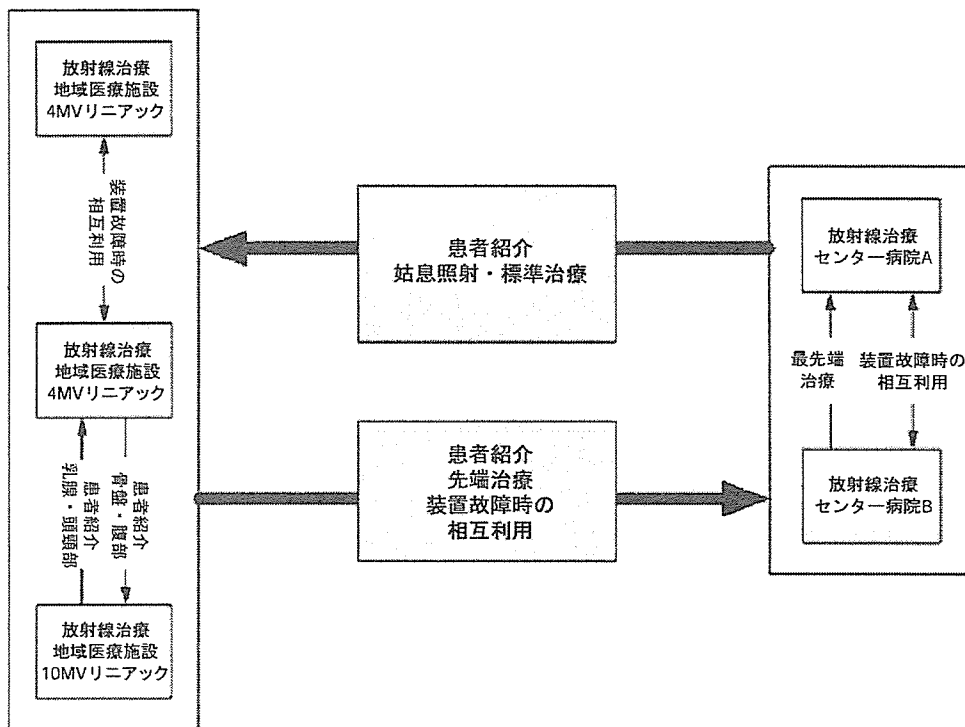 放射線治療
地域医療施設
4MVリニアック
装置故障時の
相互利用
放射線治療
地域医療施設
4MVリニアック
患者紹介
乳腺・頭頸部
患者紹介
骨盤・腹部
放射線治療
地域医療施設
10MVリニアック
患者紹介
姑息照射・標準治療
患者紹介
先端治療
装置故障時の
相互利用
放射線治療
センター病院A
最先端
治療
装置故障時の
相互利用
放射線治療
センター病院B